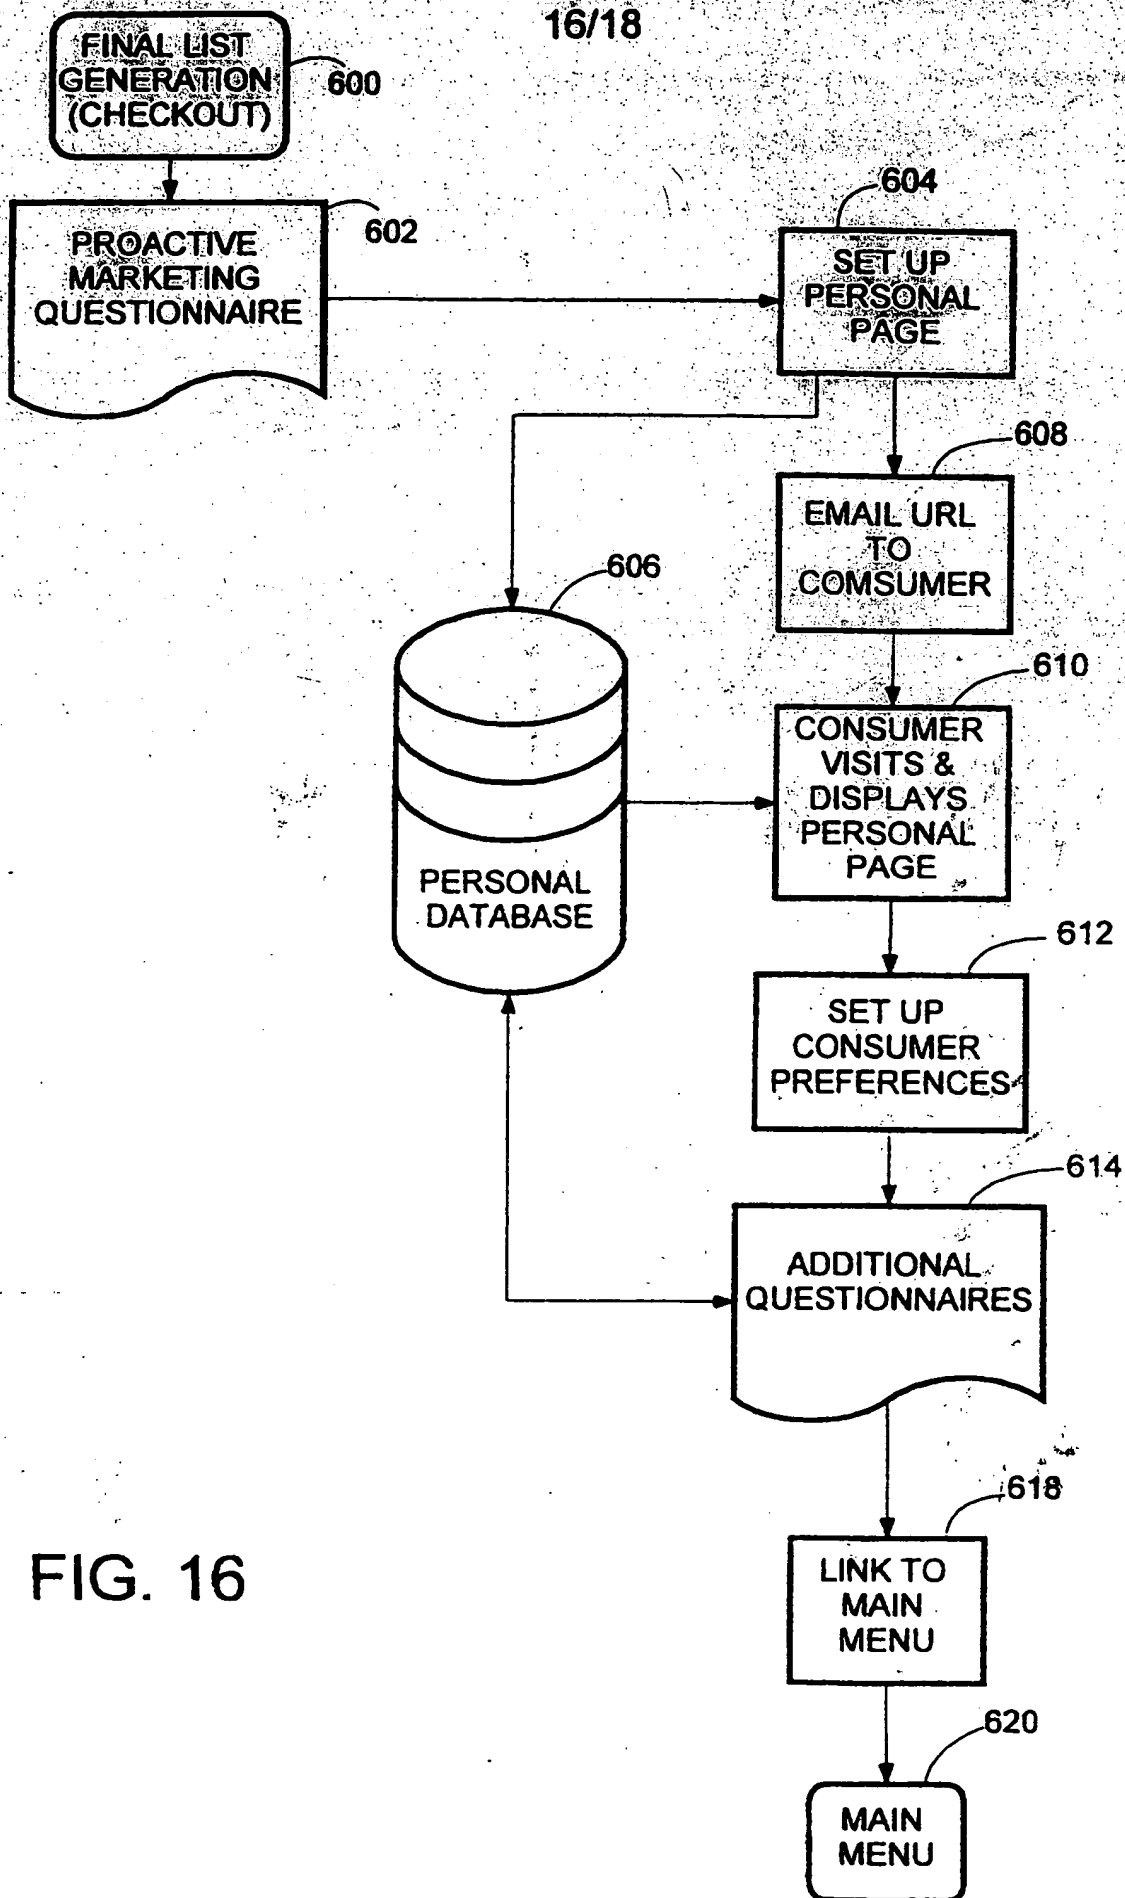 16/18
FINAL LIST
GENERATION
(CHECKOUT)
600
PROACTIVE
MARKETING
QUESTIONNAIRE
602
604
SET UP
PERSONAL
PAGE
608
EMAIL URL
TO
COMSUMER
606
PERSONAL
DATABASE
610
CONSUMER
VISITS &
DISPLAYS
PERSONAL
PAGE
612
SET UP
CONSUMER
PREFERENCES
614
ADDITIONAL
QUESTIONNAIRES
618
LINK TO
MAIN
MENU
620
MAIN
MENU
FIG. 16